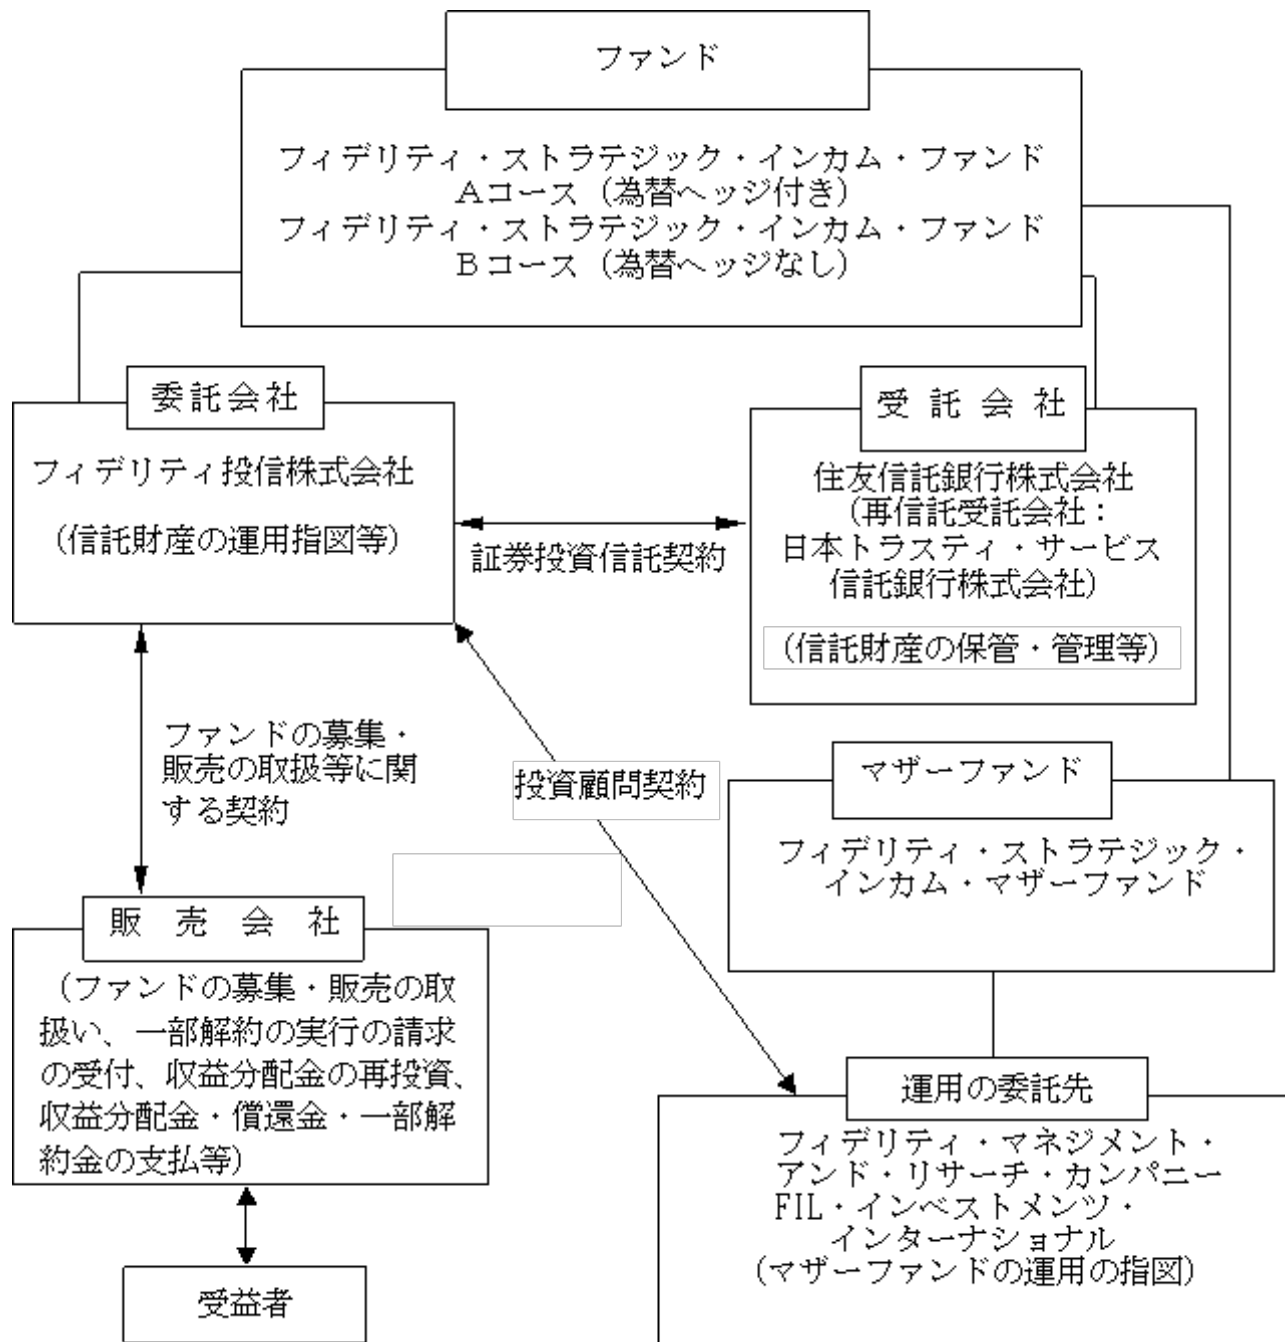 ファンド
フィデリティ・ストラテジック・インカム・ファンド
Aコース（為替ヘッジ付き）
フィデリティ・ストラテジック・インカム・ファンド
Bコース（為替ヘッジなし）
委託会社
フィデリティ投信株式会社
（信託財産の運用指図等）
証券投資信託契約
受託会社
住友信託銀行株式会社
（再信託受託会社：
日本トラスティ・サービス
信託銀行株式会社）
（信託財産の保管・管理等）
ファンドの募集・
販売の取扱等に関
する契約
投資顧問契約
マザーファンド
フィデリティ・ストラテジック・
インカム・マザーファンド
販売会社
（ファンドの募集・販売の取
扱い、一部解約の実行の請求
の受付、収益分配金の再投資、
収益分配金・償還金・一部解
約金の支払等）
運用の委託先
フィデリティ・マネジメント・
アンド・リサーチ・カンパニー
FIL・インベストメンツ・
インターナショナル
（マザーファンドの運用の指図）
受益者